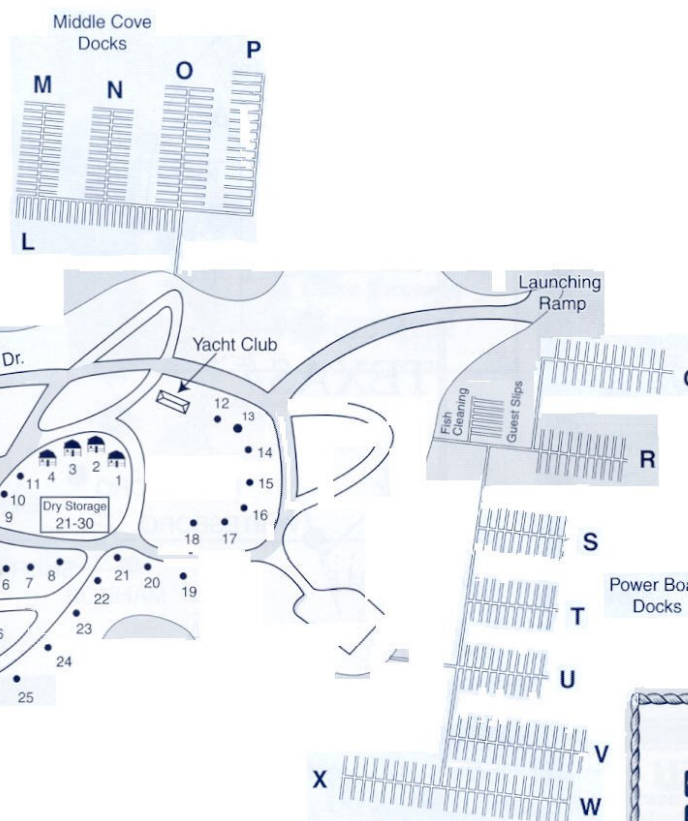 Middle Cove
Docks
P
O
M
N
L
Launching
Ramp
Dr.
Yacht Club
Fish
Cleaning
Guest Slips
R
12
13
14
15
16
17
18
4
3
2
1
11
10
9
Dry Storage
21-30
S
6
7
8
21
20
19
22
23
24
25
T
Power Boa
Docks
U
V
X
W